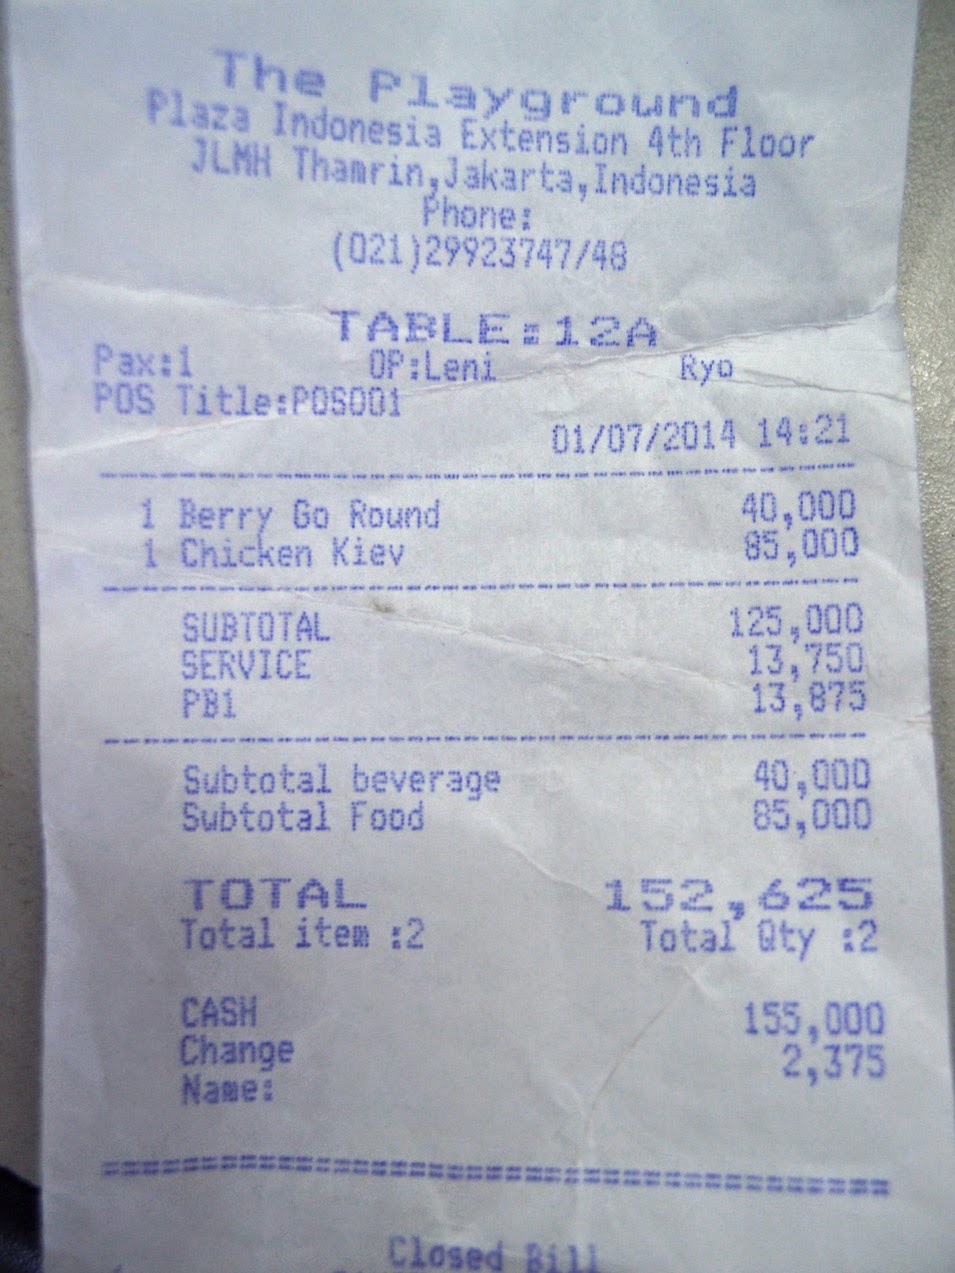 The Playground
Plaza Indonesia Extension 4th Floor
JLMH Thamrin,Jakarta,Indonesia
Phone:
(021)29923747/48
TABLE:12A
Pax:1 OP:Leni Ryo
POS Title:POS001
01/07/2014 14:21
1 Berry Go Round 40,000
1 Chicken Kiev 85,000
SUBTOTAL 125,000
SERVICE 13,750
PB1 13,875
Subtotal beverage 40,000
Subtotal Food 85,000
TOTAL 152,625
Total item :2 Total Qty :2
CASH 155,000
Change 2,375
Name:
Closed Bill